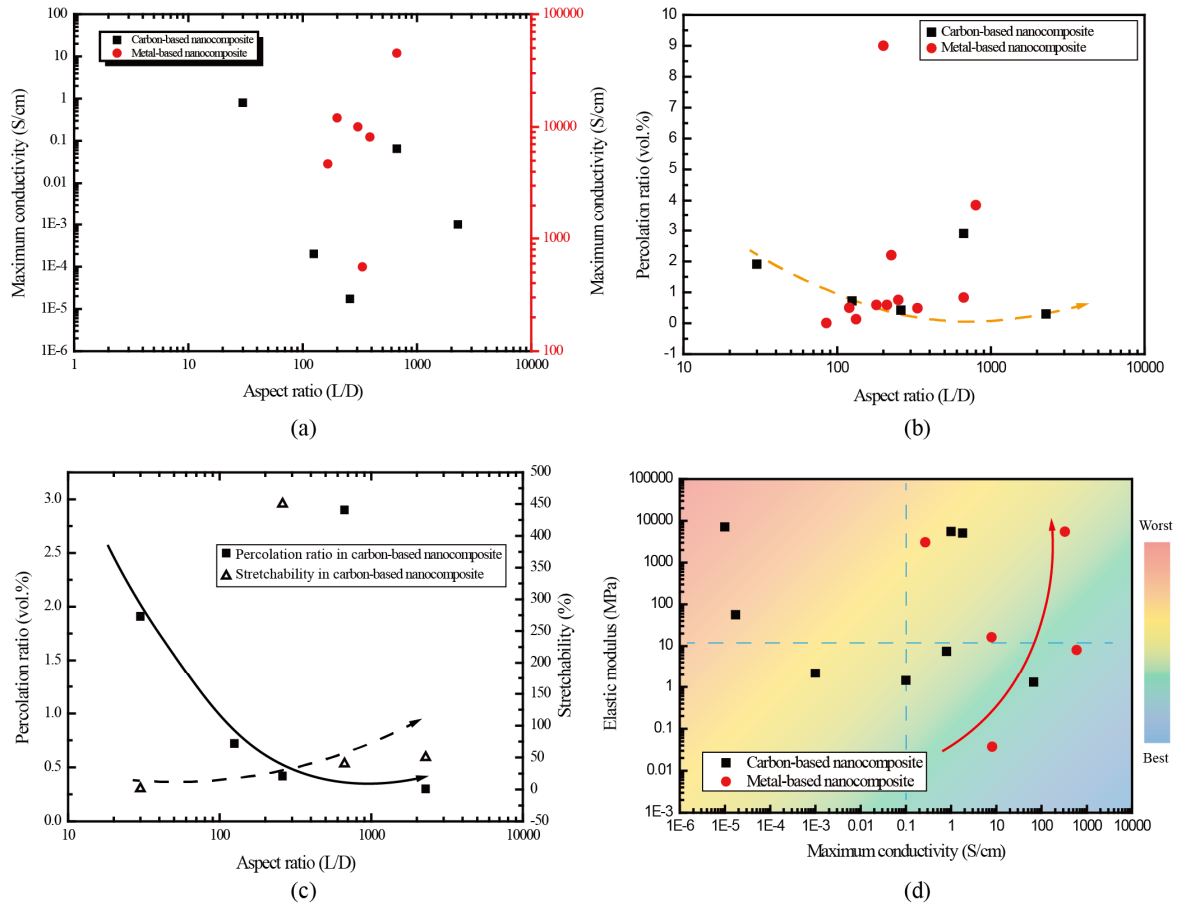 100
10
1
0.1
0.01
1E-3
1E-4
1E-5
1E-6
Maximum conductivity (S/cm)
Carbon-based nanocomposite
Metal-based nanocomposite
100000
10000
1000
100
Maximum conductivity (S/cm)
1 10 100 1000 10000
Aspect ratio (L/D)
(a)
10
9
8
7
6
5
4
3
2
1
0
-1
Percolation ratio (vol.%)
Carbon-based nanocomposite
Metal-based nanocomposite
10 100 1000 10000
Aspect ratio (L/D)
(b)
3.0
2.5
2.0
1.5
1.0
0.5
0.0
Percolation ratio (vol.%)
Percolation ratio in carbon-based nanocomposite
Stretchability in carbon-based nanocomposite
500
450
400
350
300
250
200
150
100
50
0
-50
Stretchability (%)
10 100 1000 10000
Aspect ratio (L/D)
(c)
100000
10000
1000
100
10
1
0.1
0.01
1E-3
Elastic modulus (MPa)
Carbon-based nanocomposite
Metal-based nanocomposite
Worst
Best
1E-6 1E-5 1E-4 1E-3 0.01 0.1 1 10 100 1000 10000
Maximum conductivity (S/cm)
(d)